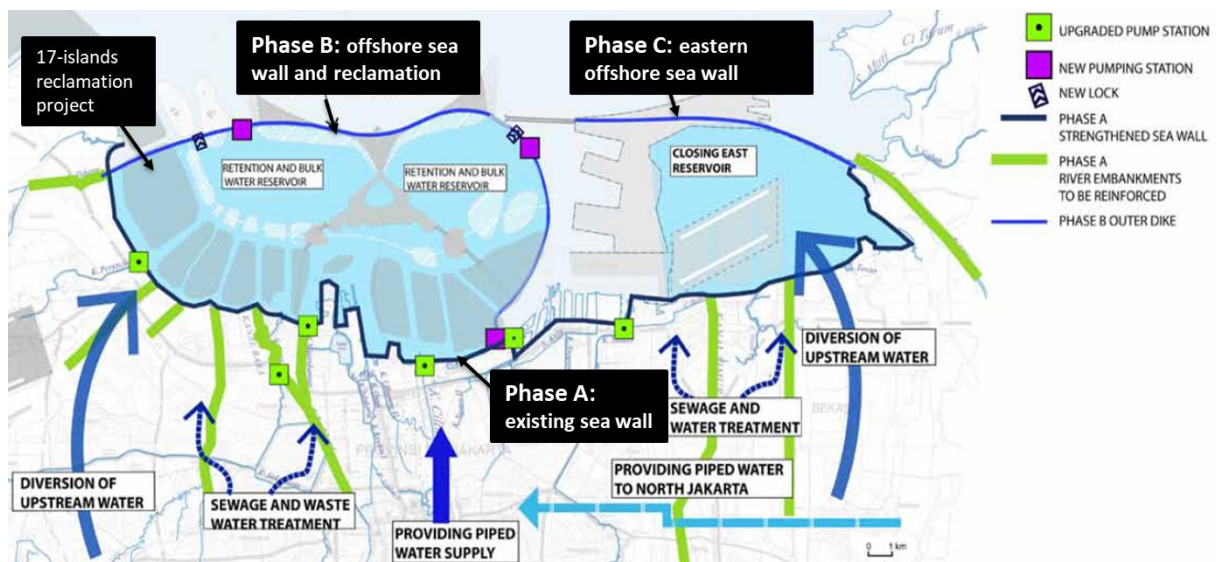 17-islands
reclamation
project
Phase B: offshore sea
wall and reclamation
Phase C: eastern
offshore sea wall
UPGRADED PUMP STATION
NEW PUMPING STATION
NEW LOCK
PHASE A
STRENGTHENED SEA WALL
PHASE A
RIVER EMBANKMENTS
TO BE REINFORCED
PHASE B OUTER DIKE
Ci Tarum
S. Muti
RETENTION AND BULK
WATER RESERVOIR
RETENTION AND BULK
WATER RESERVOIR
CLOSING EAST
RESERVOIR
DIVERSION OF
UPSTREAM WATER
Phase A:
existing sea wall
SEWAGE AND
WATER TREATMENT
BEKAS
PROVIDING PIPED WATER
TO NORTH JAKARTA
DIVERSION OF
UPSTREAM WATER
SEWAGE AND WASTE
WATER TREATMENT
PROVIDING PIPED
WATER SUPPLY
0 1 km